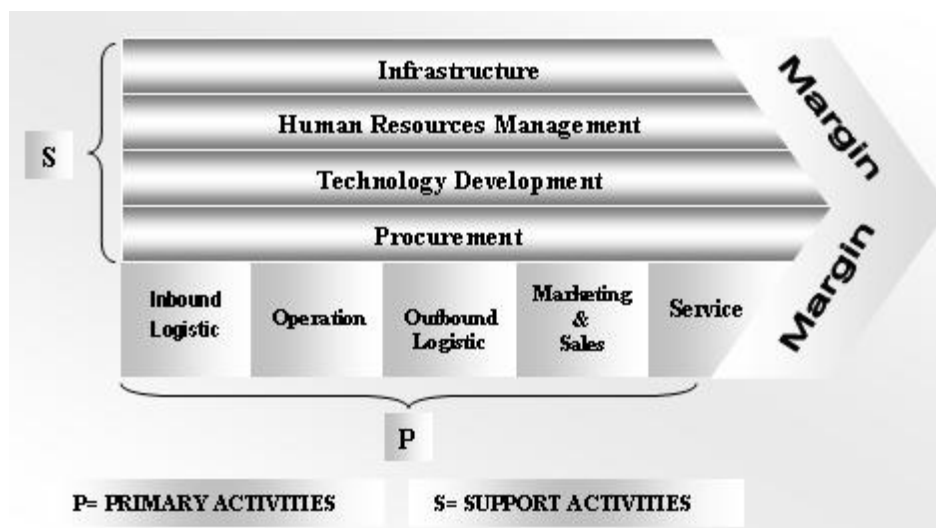 Infrastructure
Margin
Human Resources Management
S
Technology Development
Procurement
Margin
Inbound
Logistic
Operation
Outbound
Logistic
Marketing
&
Sales
Service
P
P= PRIMARY ACTIVITIES
S= SUPPORT ACTIVITIES